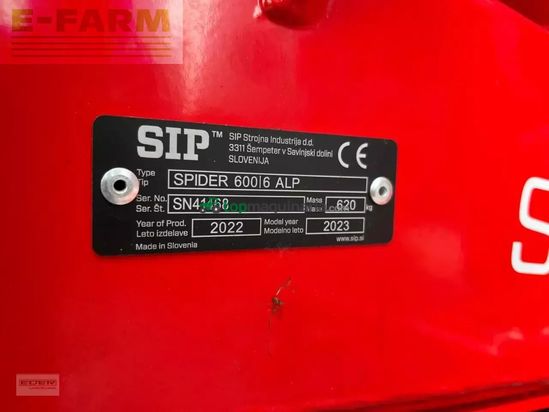 E-FARM
SIP™
SIP Strojna Industrija d.d.
3311 Šempeter v Savinjski dolini
SLOVENIJA
CE
Type
Tip
SPIDER 600|6 ALP
Ser. No.
Ser. Št.
Mass
Masa
620
kg
Year of Prod.
Leto izdelave
2022
Model year
Modelno leto
2023
Made in Slovenia
www.sip.si
S
EDER